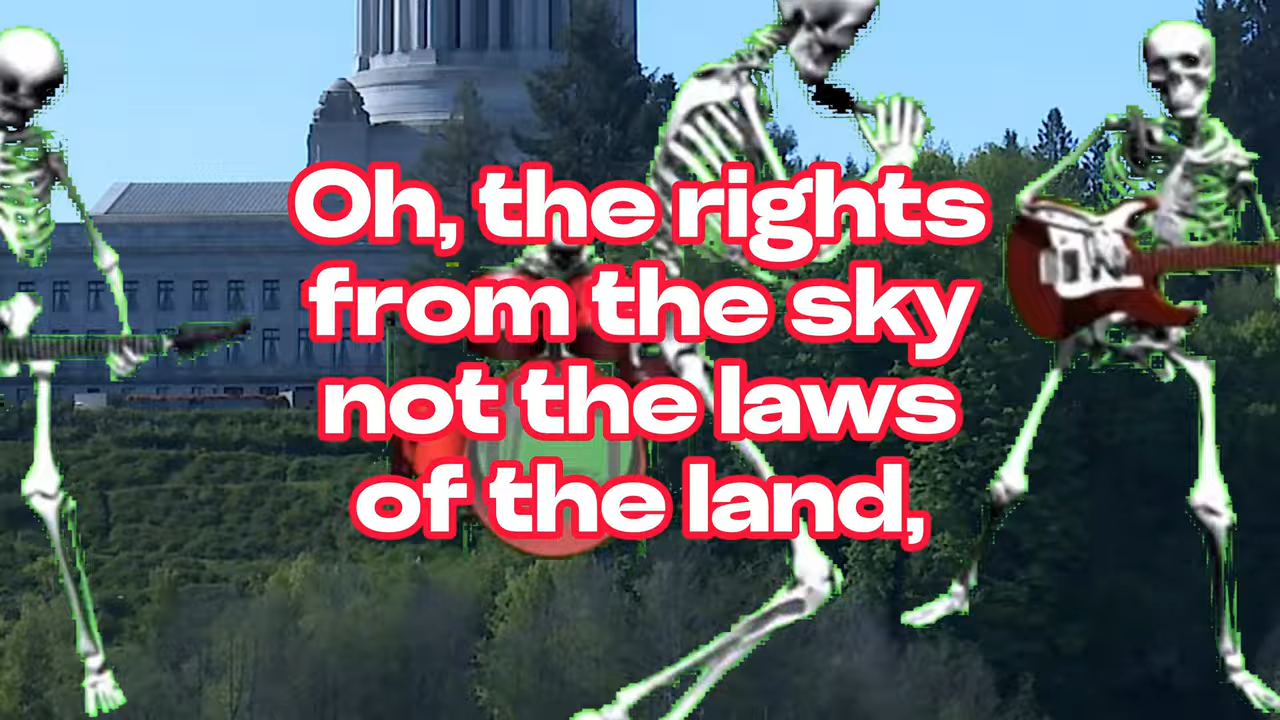 Oh, the rights
from the sky
not the laws
of the land,